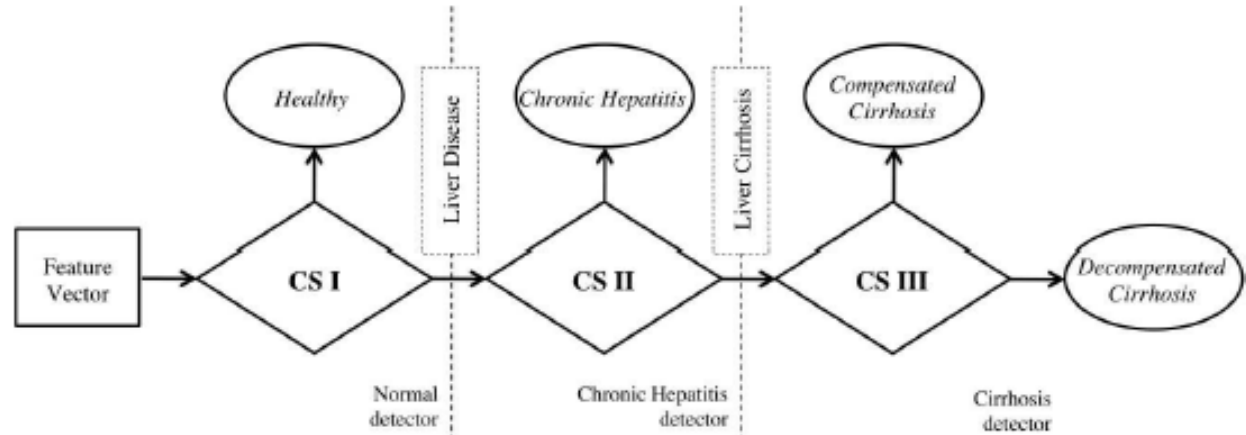 Healthy
Liver Disease
Chronic Hepatitis
Liver Cirrhosis
Compensated
Cirrhosis
Feature
Vector
CS I
CS II
CS III
Decompensated
Cirrhosis
Normal
detector
Chronic Hepatitis
detector
Cirrhosis
detector